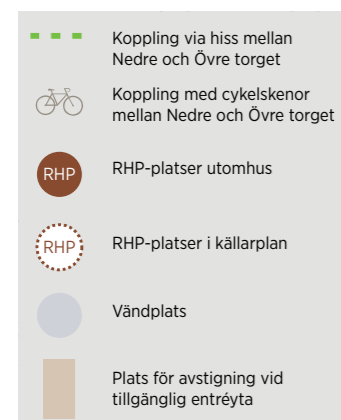 Koppling via hiss mellan
Nedre och Övre torget
Koppling med cykelskenor
mellan Nedre och Övre torget
RHP
RHP-platser utomhus
RHP
RHP-platser i källarplan
Vändplats
Plats för avstigning vid
tillgänglig entréyta